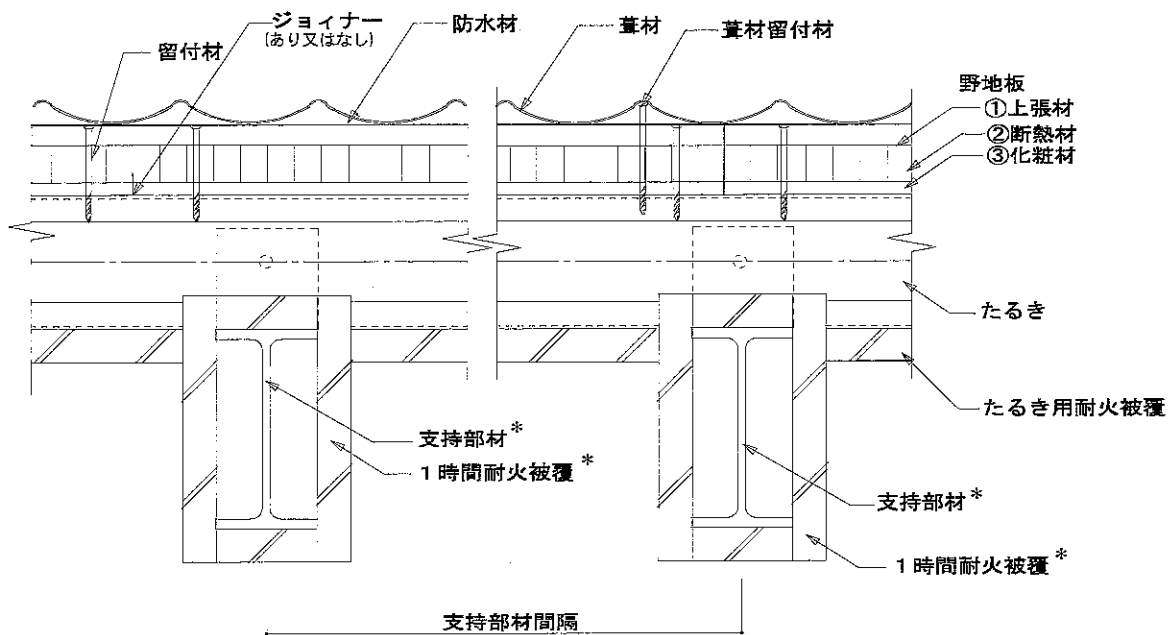 ジョイナー
(あり又はなし)
留付材
防水材
葺材
葺材留付材
野地板
①上張材
②断熱材
③化粧材
たるき
たるき用耐火被覆
支持部材*
1時間耐火被覆*
支持部材*
1時間耐火被覆*
支持部材間隔